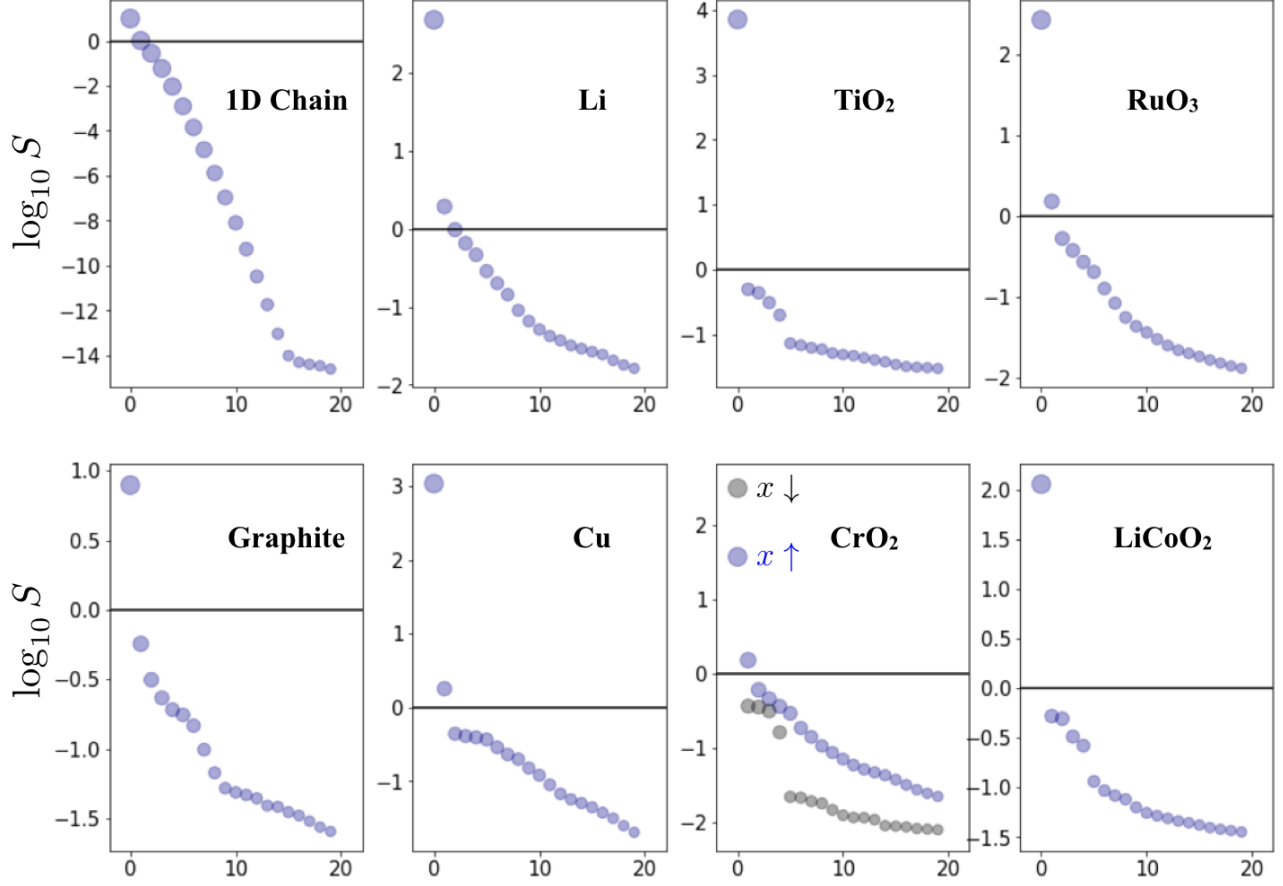 log₁₀ S
0
−2
−4
−6
−8
−10
−12
−14
0 10 20
1D Chain
2
1
0
−1
−2
0 10 20
Li
4
3
2
1
0
−1
0 10 20
TiO₂
2
1
0
−1
−2
0 10 20
RuO₃
log₁₀ S
1.0
0.5
0.0
−0.5
−1.0
−1.5
0 10 20
Graphite
3
2
1
0
−1
0 10 20
Cu
2
1
0
−1
−2
0 10 20
x ↓
x ↑
CrO₂
2.0
1.5
1.0
0.5
0.0
−0.5
−1.0
−1.5
0 10 20
LiCoO₂